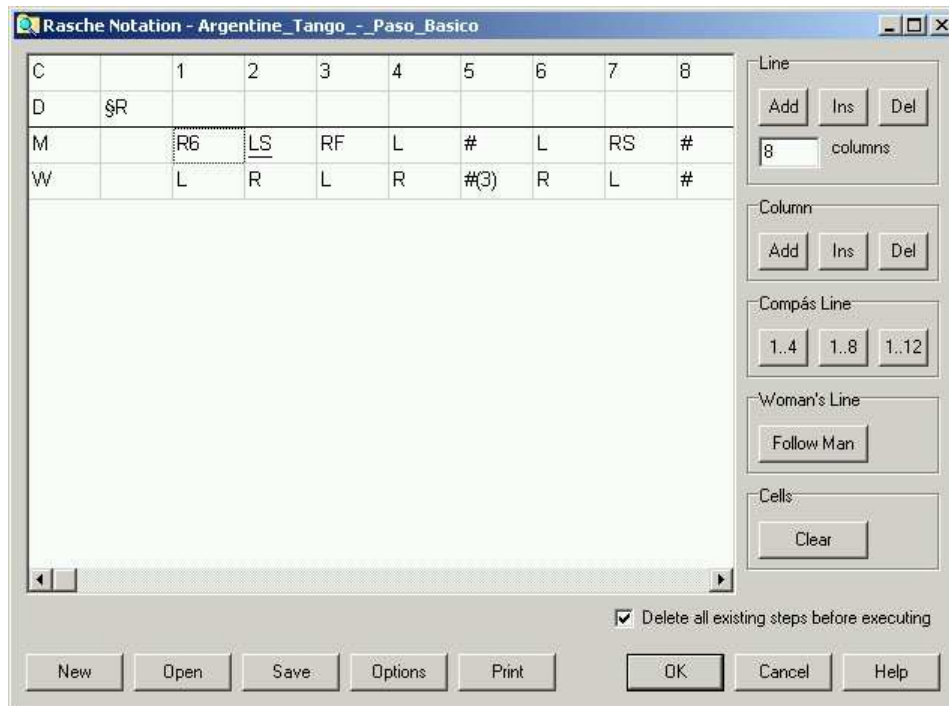 Rasche Notation - Argentine_Tango_-_Paso_Basico
C 1 2 3 4 5 6 7 8
D §R
M R6 LS RF L # L RS #
W L R L R #(3) R L #
Line
Add Ins Del
8 columns
Column
Add Ins Del
Compás Line
1..4 1..8 1..12
Woman's Line
Follow Man
Cells
Clear
Delete all existing steps before executing
New Open Save Options Print OK Cancel Help